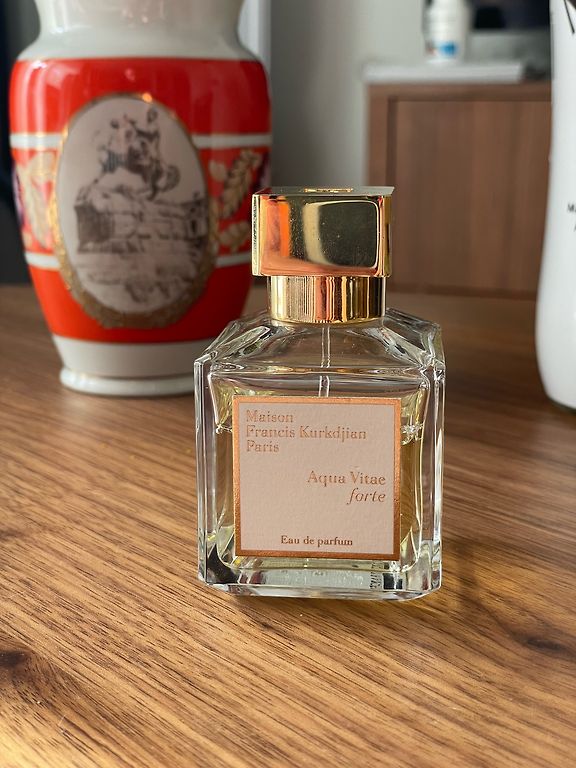 Maison
Francis Kurkdjian
Paris
Aqua Vitae
forte
Eau de parfum